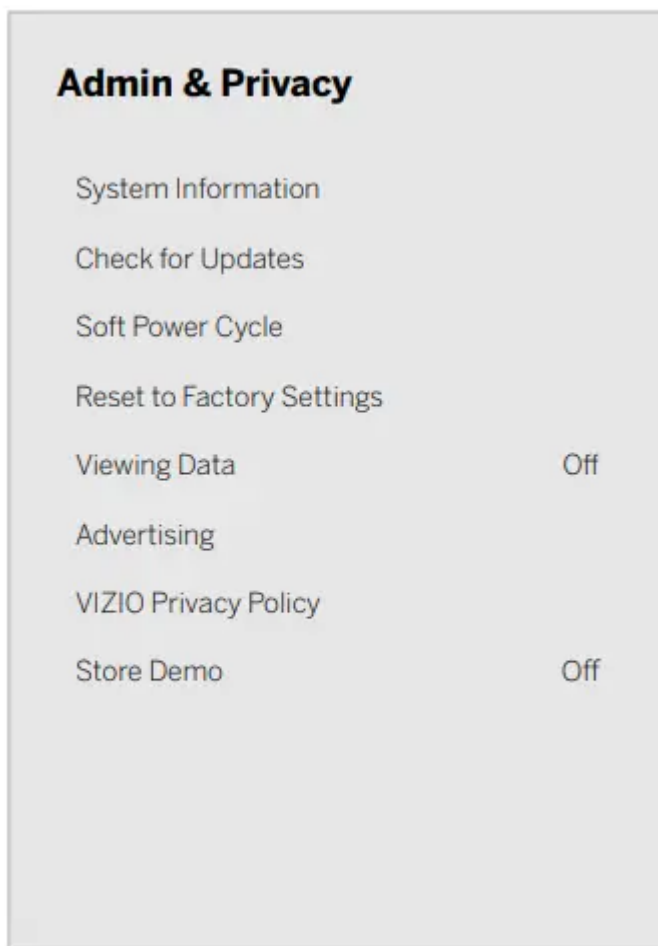 Admin & Privacy
System Information
Check for Updates
Soft Power Cycle
Reset to Factory Settings
Viewing Data Off
Advertising
VIZIO Privacy Policy
Store Demo Off